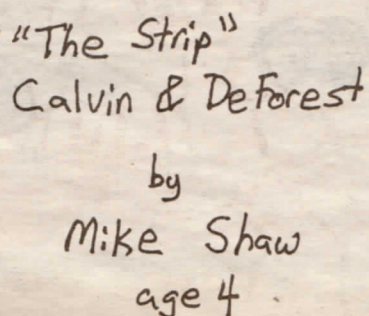 "The Strip"
Calvin & DeForest
by
Mike Shaw
age 4